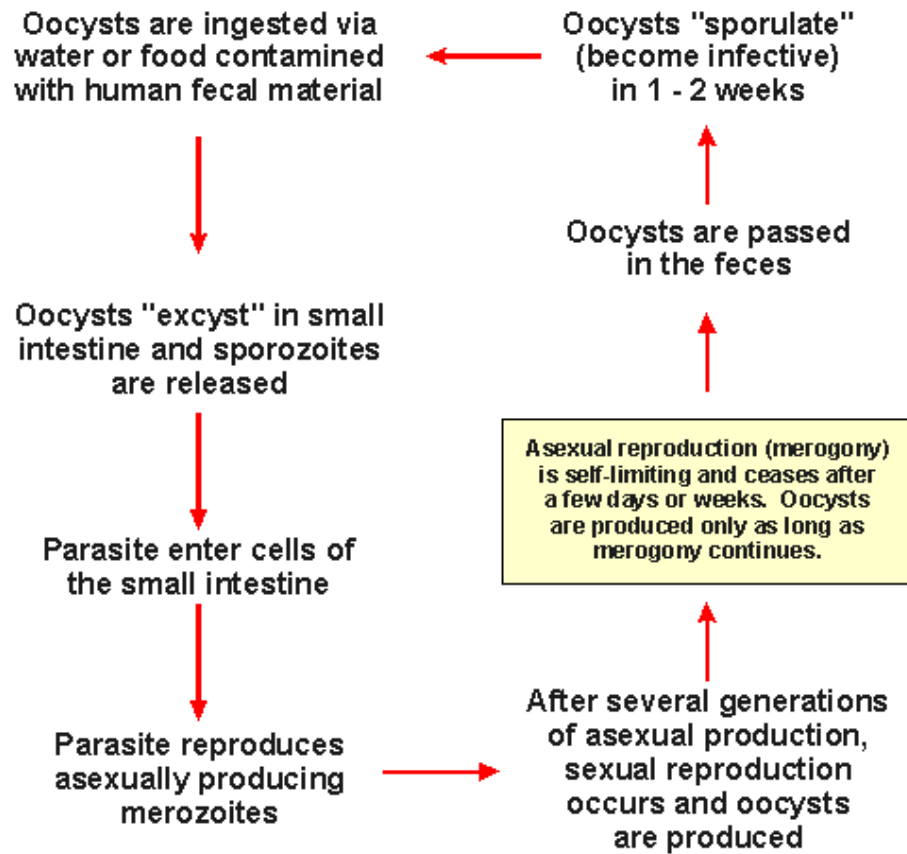 Oocysts are ingested via
water or food contamined
with human fecal material
Oocysts "excyst" in small
intestine and sporozoites
are released
Parasite enter cells of
the small intestine
Parasite reproduces
asexually producing
merozoites
After several generations
of asexual production,
sexual reproduction
occurs and oocysts
are produced
Asexual reproduction (merogony)
is self-limiting and ceases after
a few days or weeks. Oocysts
are produced only as long as
merogony continues.
Oocysts are passed
in the feces
Oocysts "sporulate"
(become infective)
in 1 - 2 weeks